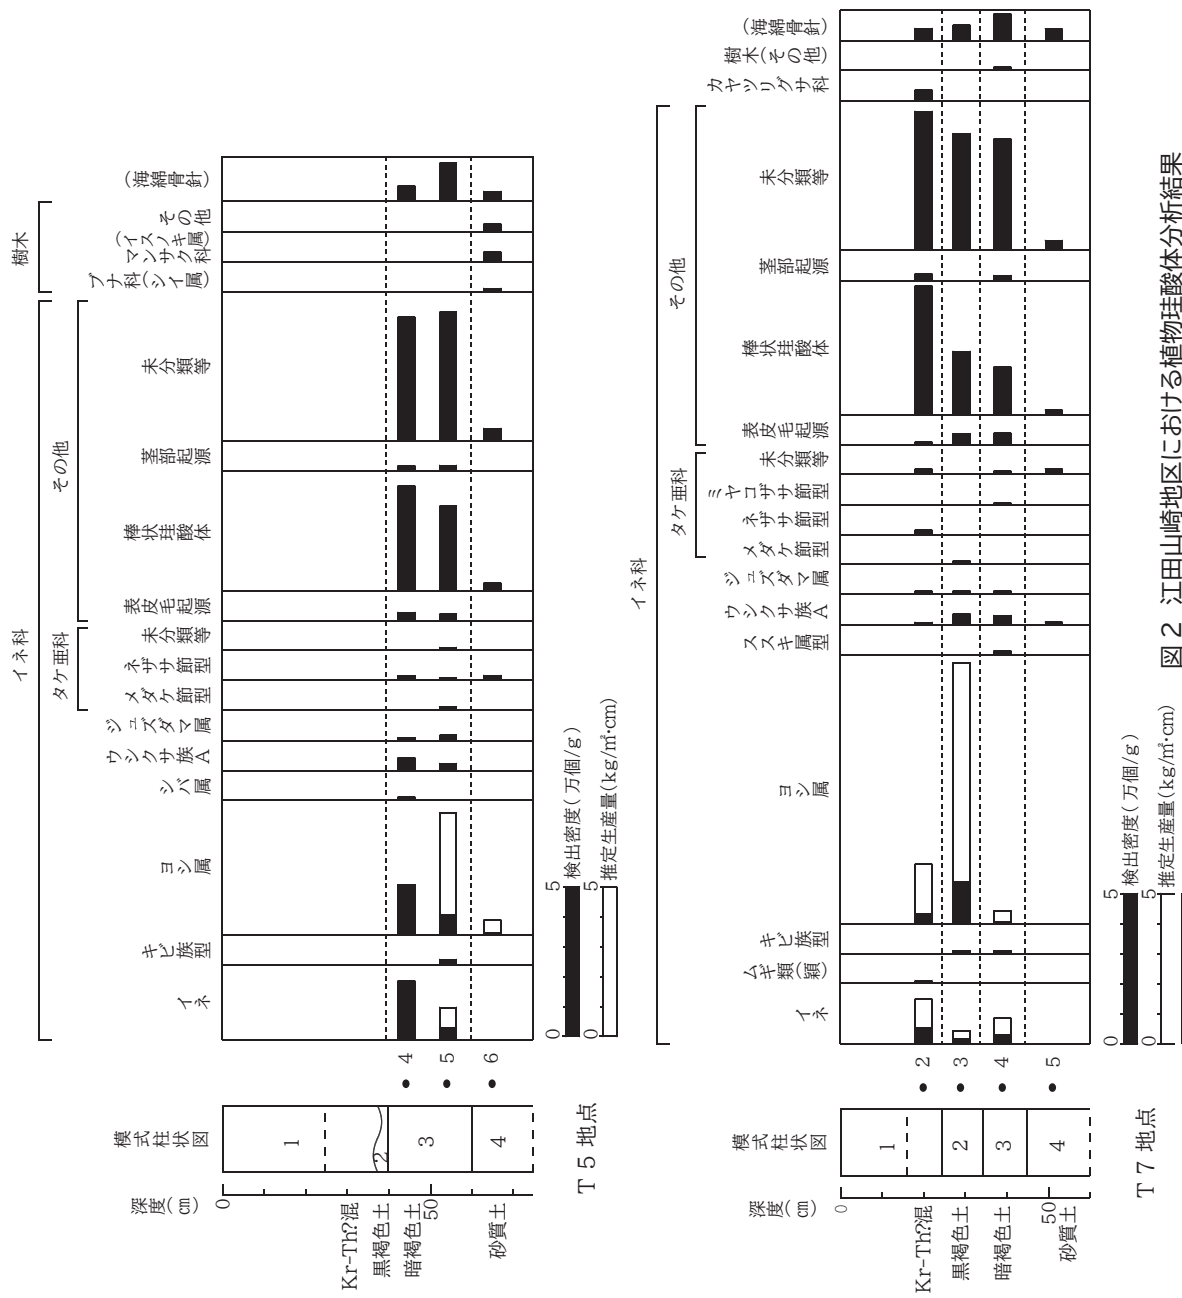 イネ科
樹木
タケ亜科
その他
イネ
キビ族型
ヨシ属
シバ属
ウシクサ族A
ジュズダマ属
メダケ節型
ネザサ節型
未分類等
表皮毛起源
棒状珪酸体
茎部起源
未分類等
ブナ科(シイ属)
マンサク科(イスノキ属)
その他
(海綿骨針)
深度(㎝)
模式柱状図
0
50
Kr-Th?混
黒褐色土
暗褐色土
砂質土
1
2
3
4
4
5
6
T5地点
0 5
検出密度(万個/g)
0 5
推定生産量(kg/㎡・cm)
イネ科
タケ亜科
その他
イネ
ムギ類(穎)
キビ族型
ヨシ属
ススキ属型
ウシクサ族A
ジュズダマ属
メダケ節型
ネザサ節型
ミヤコザサ節型
未分類等
表皮毛起源
棒状珪酸体
茎部起源
未分類等
カヤツリグサ科
樹木(その他)
(海綿骨針)
深度(㎝)
模式柱状図
0
50
Kr-Th?混
黒褐色土
暗褐色土
砂質土
1
2
3
4
2
3
4
5
T7地点
0 5
検出密度(万個/g)
0 5
推定生産量(kg/㎡・cm)
図2 江田山崎地区における植物珪酸体分析結果